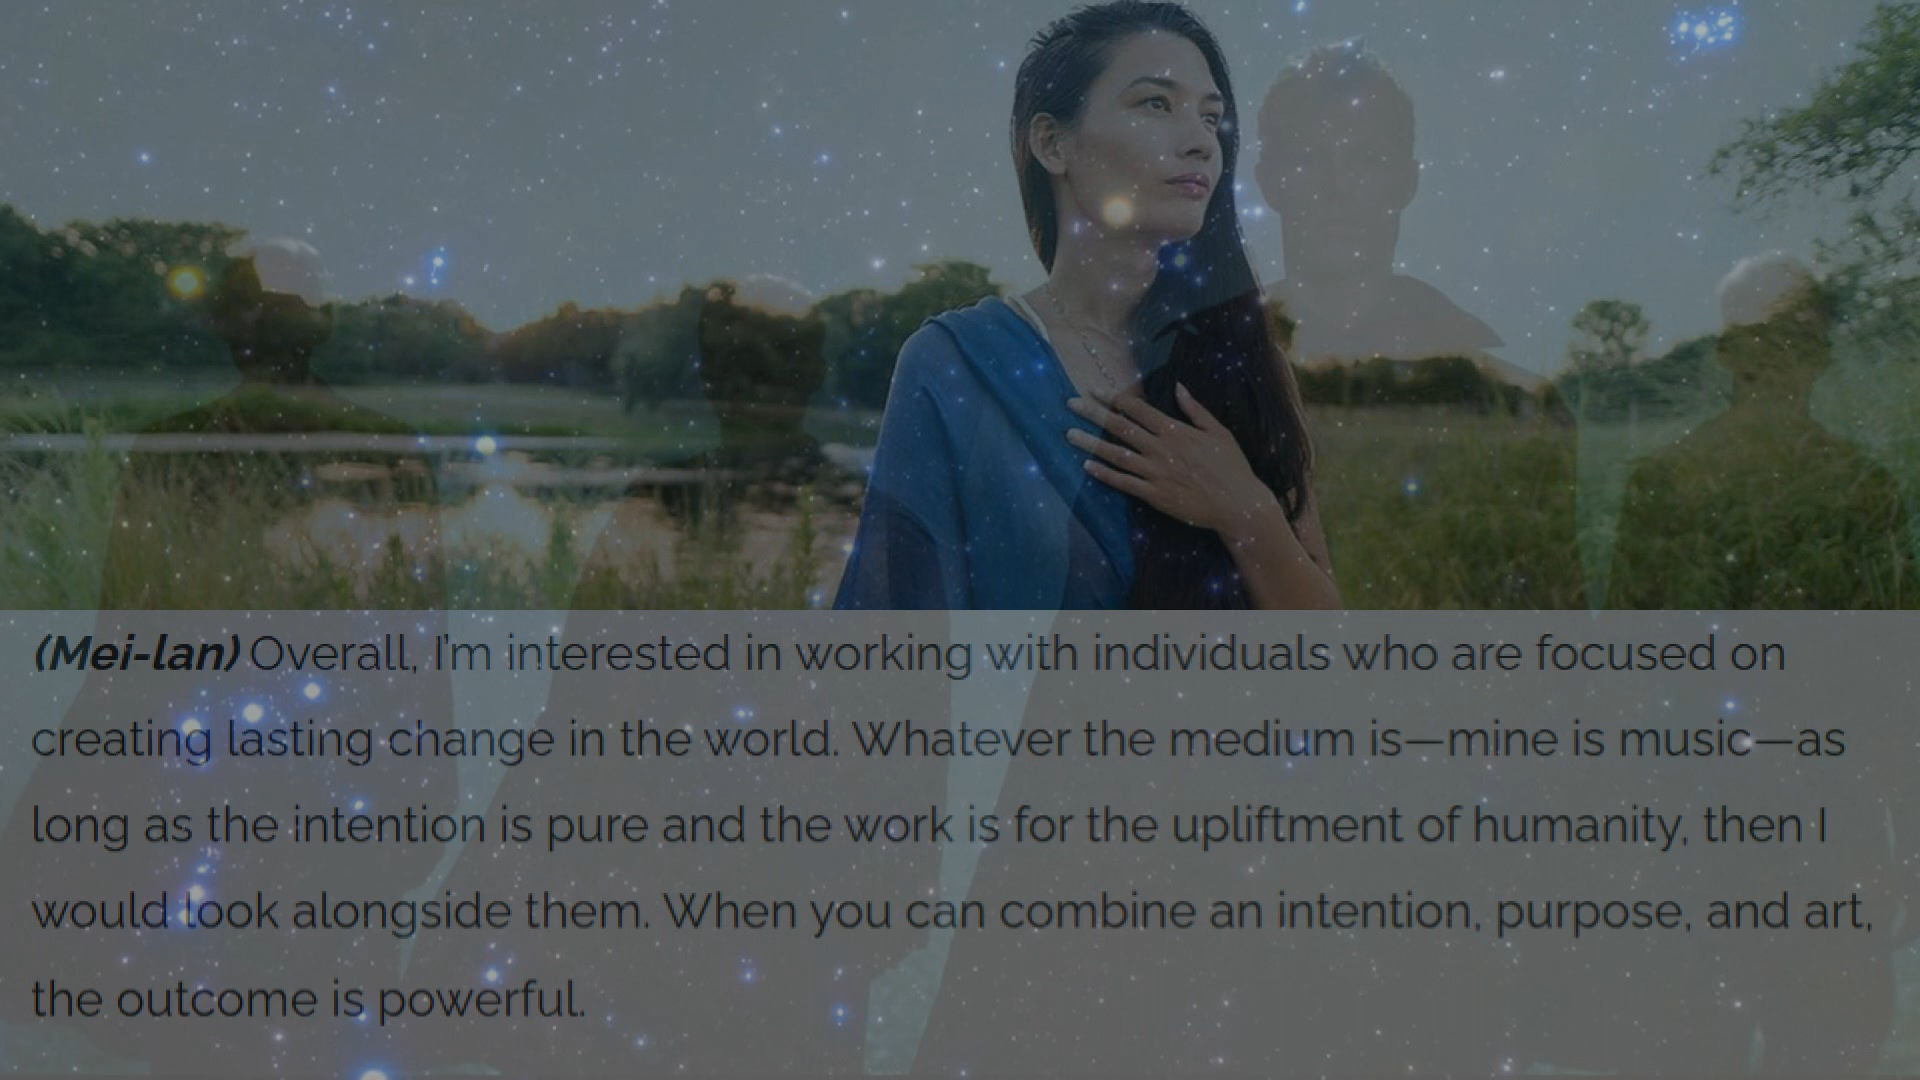 (Mei-lan) Overall, I'm interested in working with individuals who are focused on
creating lasting change in the world. Whatever the medium is—mine is music—as
long as the intention is pure and the work is for the upliftment of humanity, then I
would look alongside them. When you can combine an intention, purpose, and art,
the outcome is powerful.